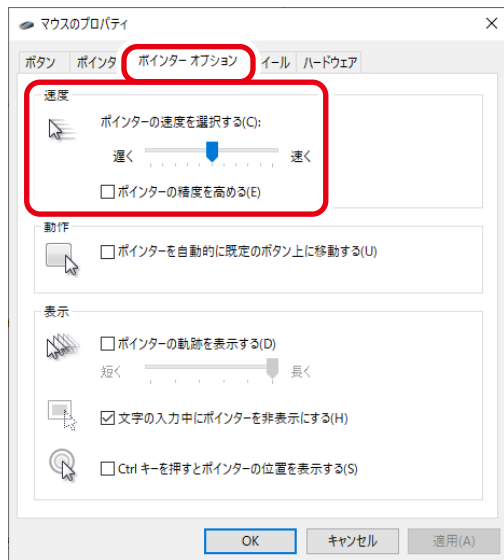 マウスのプロパティ
ボタン ポインタ ポインター オプション イール ハードウェア
速度
ポインターの速度を選択する(C):
遅く 速く
ポインターの精度を高める(E)
動作
ポインターを自動的に既定のボタン上に移動する(U)
表示
ポインターの軌跡を表示する(D)
短く 長く
文字の入力中にポインターを非表示にする(H)
Ctrl キーを押すとポインターの位置を表示する(S)
OK キャンセル 適用(A)